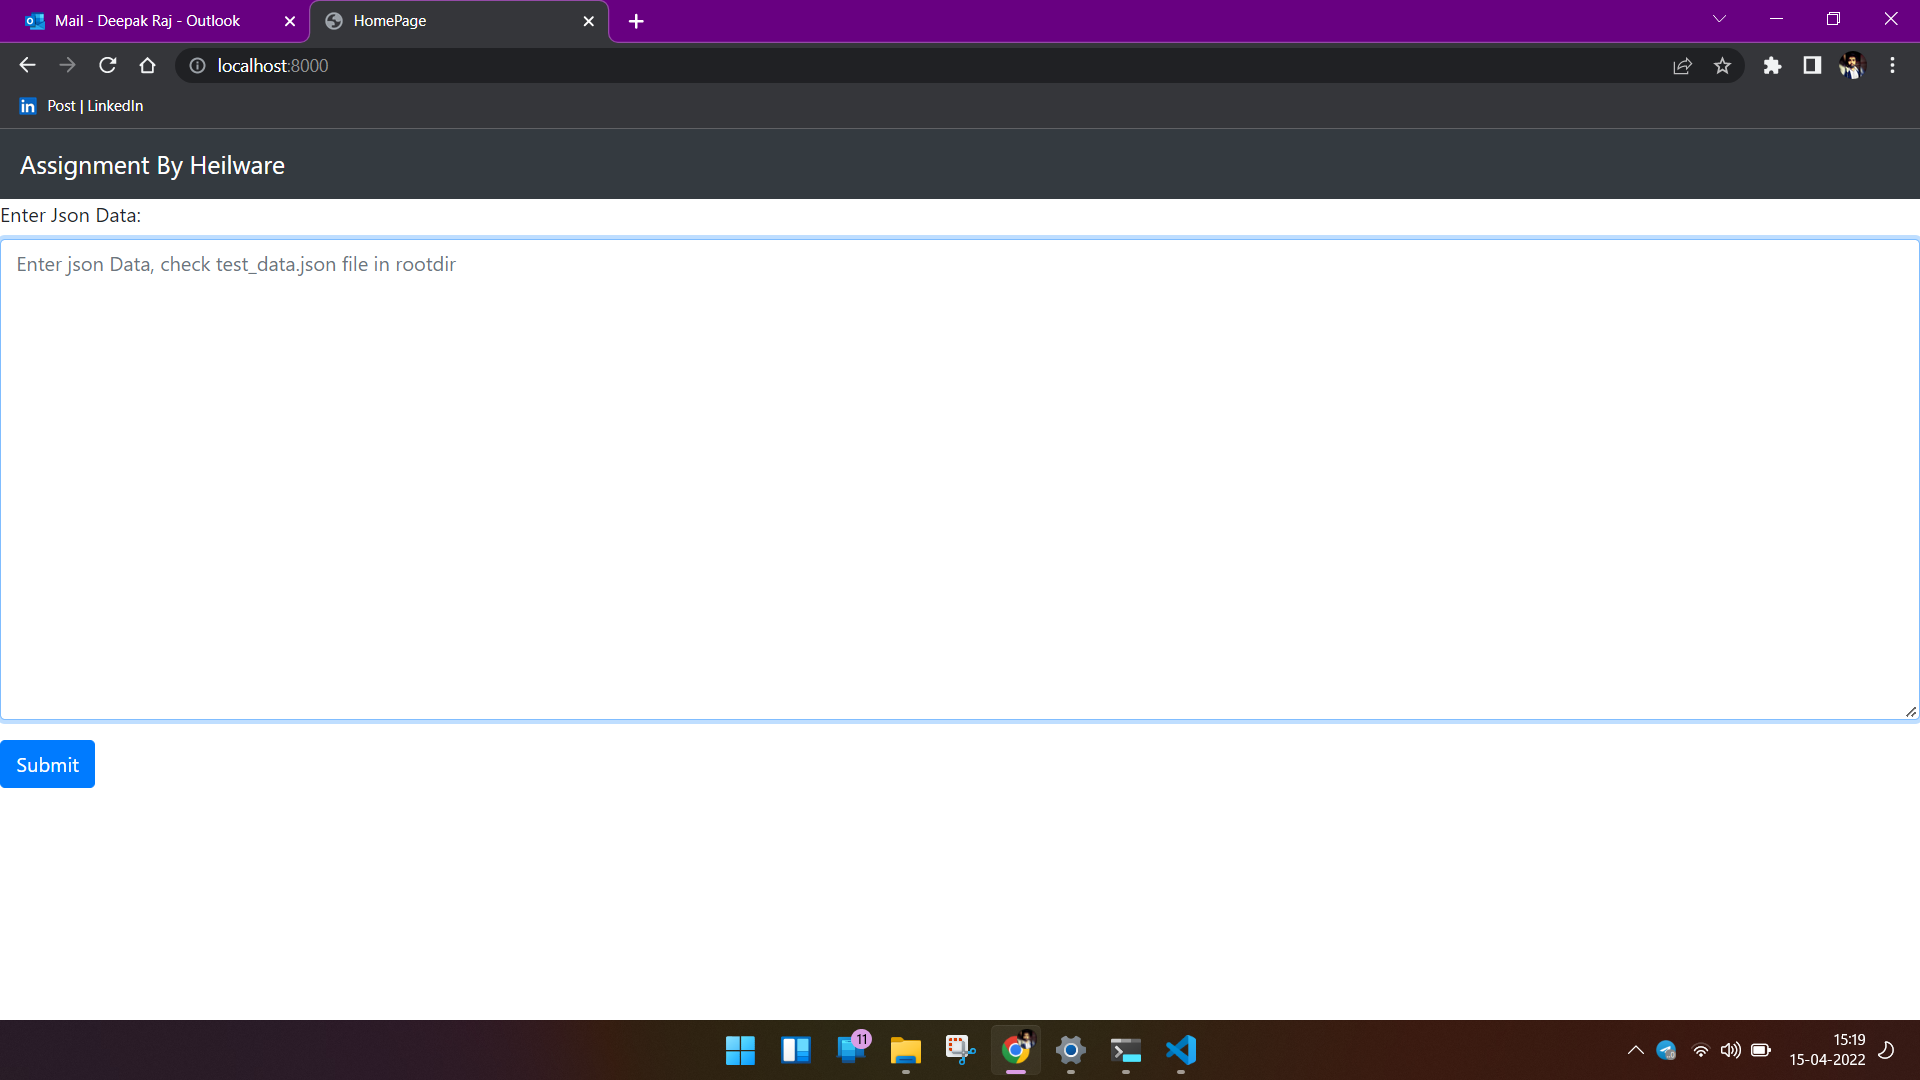 Mail - Deepak Raj - Outlook
HomePage
localhost:8000
in Post | LinkedIn
Assignment By Heilware
Enter Json Data:
Enter json Data, check test_data.json file in rootdir
Submit
11
15:19
15-04-2022